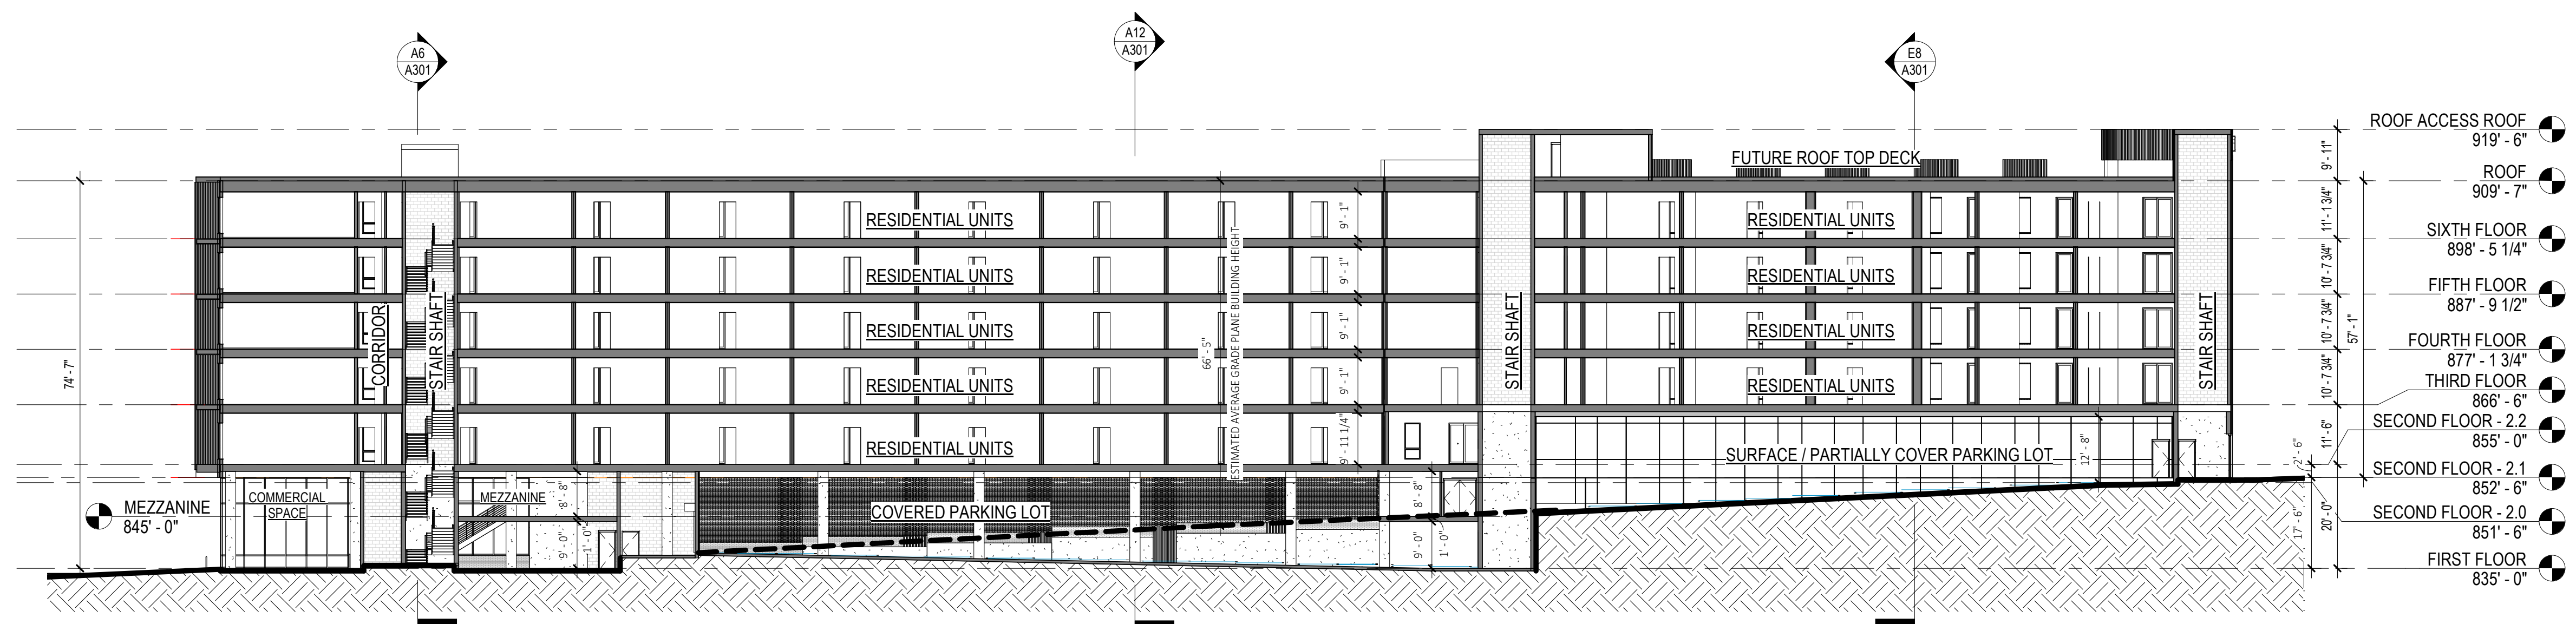 A6
A301
A12
A301
E8
A301
ROOF ACCESS ROOF
919' - 6"
ROOF
909' - 7"
SIXTH FLOOR
898' - 5 1/4"
FIFTH FLOOR
887' - 9 1/2"
FOURTH FLOOR
877' - 1 3/4"
THIRD FLOOR
866' - 6"
SECOND FLOOR - 2.2
855' - 0"
SECOND FLOOR - 2.1
852' - 6"
SECOND FLOOR - 2.0
851' - 6"
FIRST FLOOR
835' - 0"
9' - 11"
11' - 1 3/4"
10' - 7 3/4"
10' - 7 3/4"
10' - 7 3/4"
11' - 6"
2' - 6"
20' - 0"
17' - 6"
57' - 1"
FUTURE ROOF TOP DECK
RESIDENTIAL UNITS
9' - 1"
RESIDENTIAL UNITS
RESIDENTIAL UNITS
9' - 1"
RESIDENTIAL UNITS
RESIDENTIAL UNITS
9' - 1"
RESIDENTIAL UNITS
RESIDENTIAL UNITS
9' - 1"
RESIDENTIAL UNITS
RESIDENTIAL UNITS
9' - 11 1/4"
74' - 7"
CORRIDOR
STAIR SHAFT
66' - 5"
ESTIMATED AVERAGE GRADE PLANE BUILDING HEIGHT
STAIR SHAFT
STAIR SHAFT
SURFACE / PARTIALLY COVER PARKING LOT
12' - 8"
MEZZANINE
845' - 0"
COMMERCIAL
SPACE
MEZZANINE
8' - 8"
9' - 0"
1' - 0"
COVERED PARKING LOT
8' - 8"
9' - 0"
1' - 0"